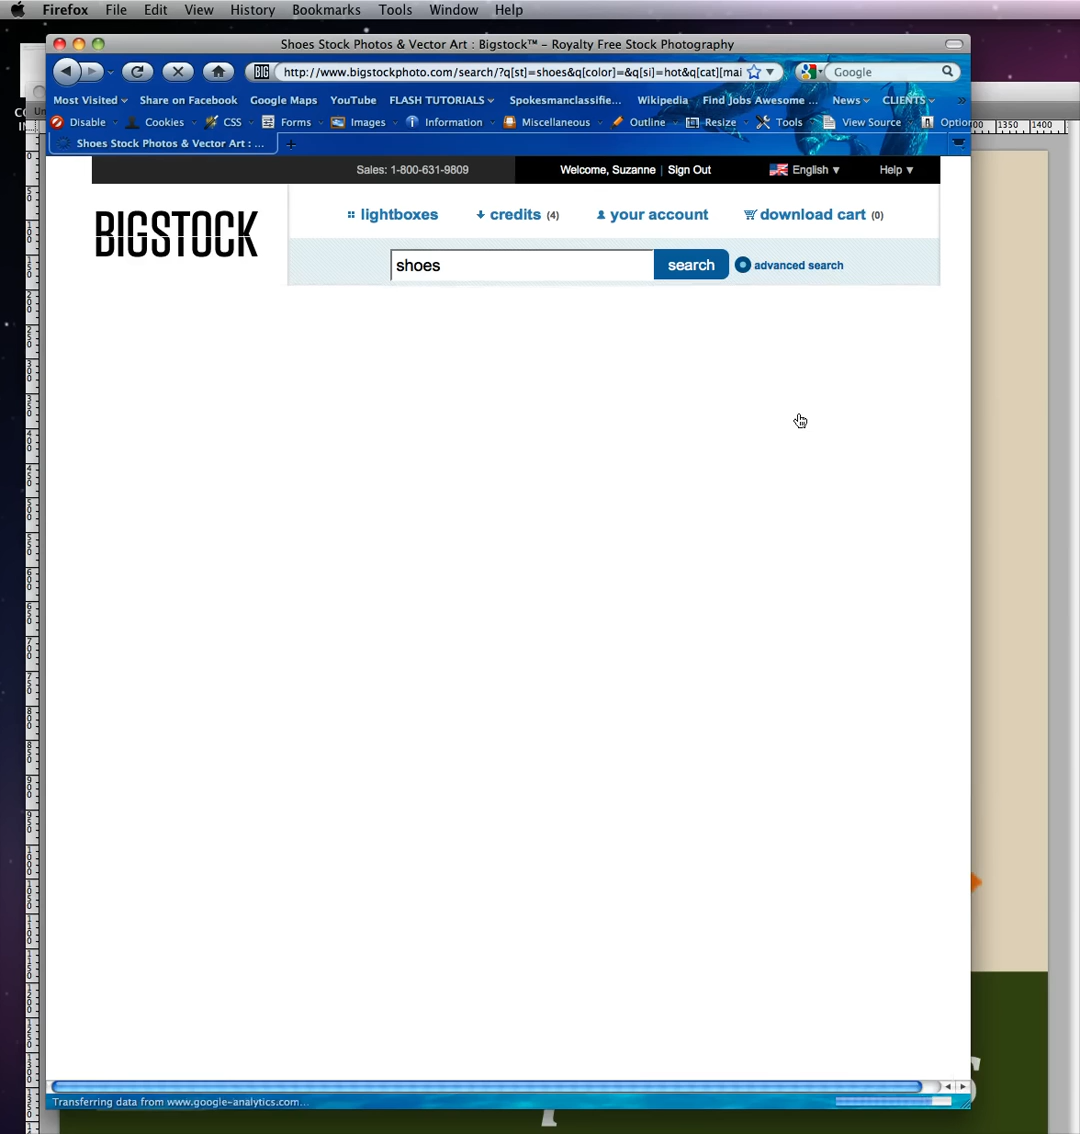 Firefox File Edit View History Bookmarks Tools Window Help
Shoes Stock Photos & Vector Art : Bigstock™ – Royalty Free Stock Photography
BIG http://www.bigstockphoto.com/search/?q[st]=shoes&q[color]=&q[si]=hot&q[cat][mai Google
Most Visited Share on Facebook Google Maps YouTube FLASH TUTORIALS Spokesmanclassifie... Wikipedia Find Jobs Awesome ... News CLIENTS »
Disable Cookies CSS Forms Images Information Miscellaneous Outline Resize Tools View Source Option
Shoes Stock Photos & Vector Art : ...
1350 1400
Sales: 1-800-631-9809 Welcome, Suzanne | Sign Out English ▼ Help ▼
lightboxes credits (4) your account download cart (0)
BIGSTOCK
shoes search advanced search
Transferring data from www.google-analytics.com...